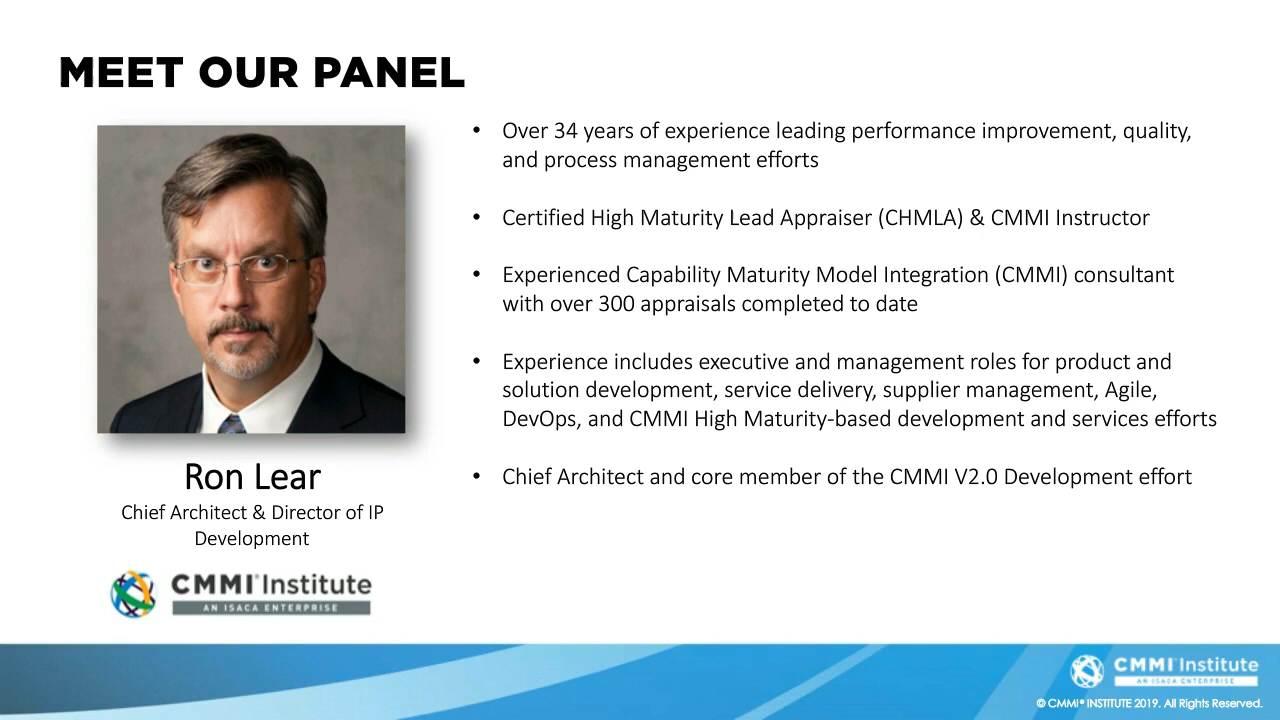 MEET OUR PANEL
• Over 34 years of experience leading performance improvement, quality,
and process management efforts
• Certified High Maturity Lead Appraiser (CHMLA) & CMMI Instructor
• Experienced Capability Maturity Model Integration (CMMI) consultant
with over 300 appraisals completed to date
• Experience includes executive and management roles for product and
solution development, service delivery, supplier management, Agile,
DevOps, and CMMI High Maturity-based development and services efforts
• Chief Architect and core member of the CMMI V2.0 Development effort
Ron Lear
Chief Architect & Director of IP
Development
CMMI® Institute
AN ISACA ENTERPRISE
CMMI® Institute
AN ISACA ENTERPRISE
© CMMI® INSTITUTE 2019. All Rights Reserved.